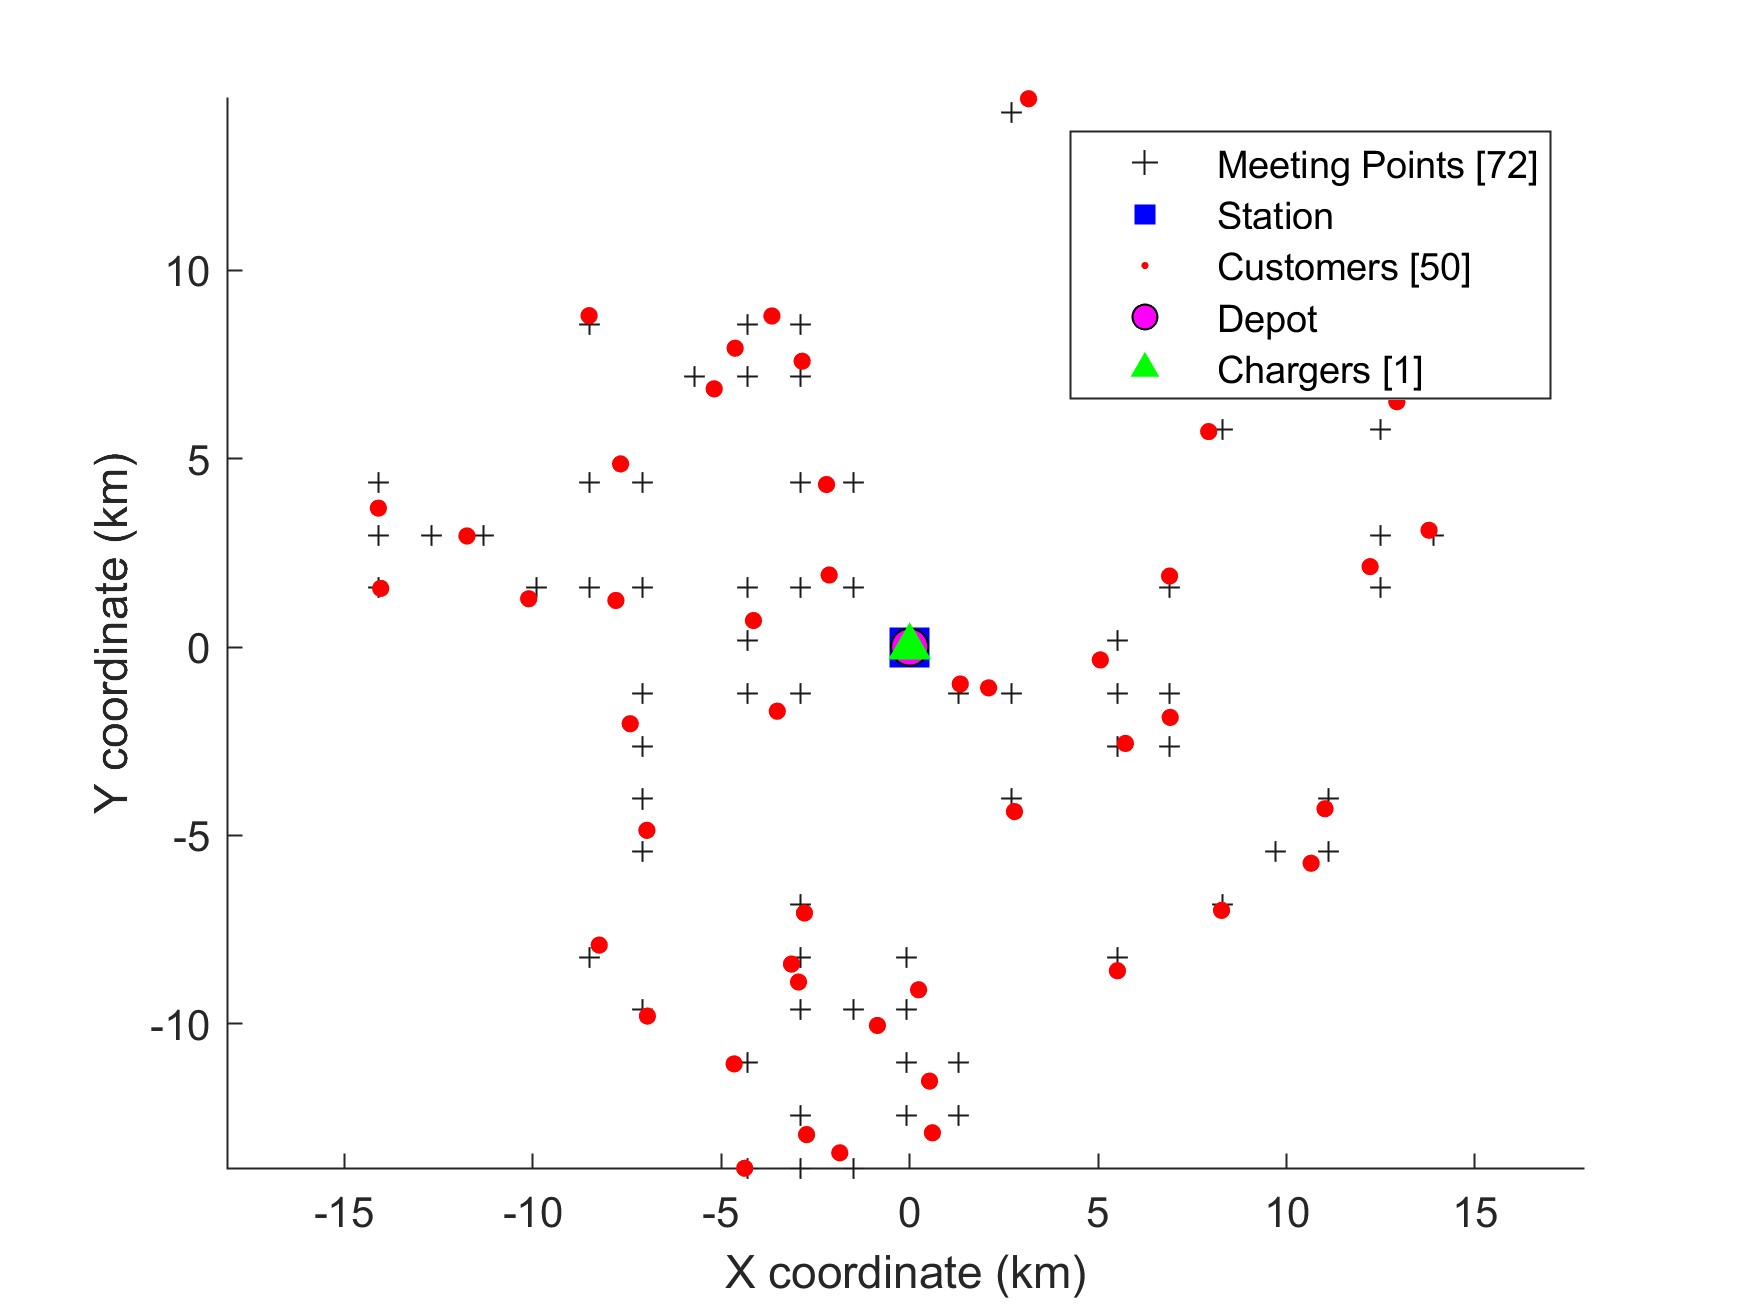 Meeting Points [72]
Station
Customers [50]
Depot
Chargers [1]
10
5
0
-5
-10
Y coordinate (km)
-15 -10 -5 0 5 10 15
X coordinate (km)